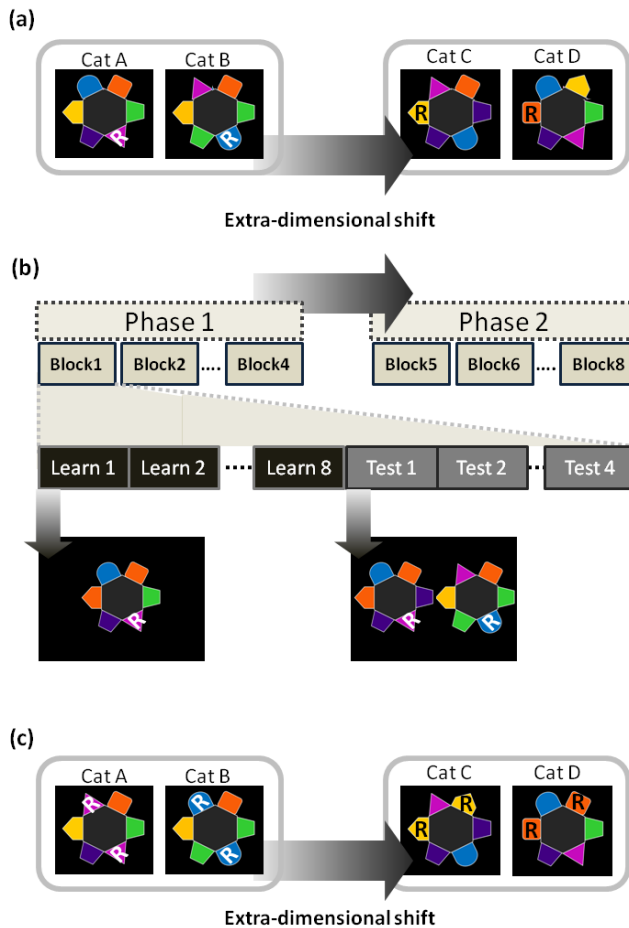 (a)
Cat A Cat B Cat C Cat D
R R R R
Extra-dimensional shift
(b)
Phase 1 Phase 2
Block1 Block2 .... Block4 Block5 Block6 .... Block8
Learn 1 Learn 2 Learn 8 Test 1 Test 2 Test 4
R R R
(c)
Cat A Cat B Cat C Cat D
R R R R
R R R R
Extra-dimensional shift